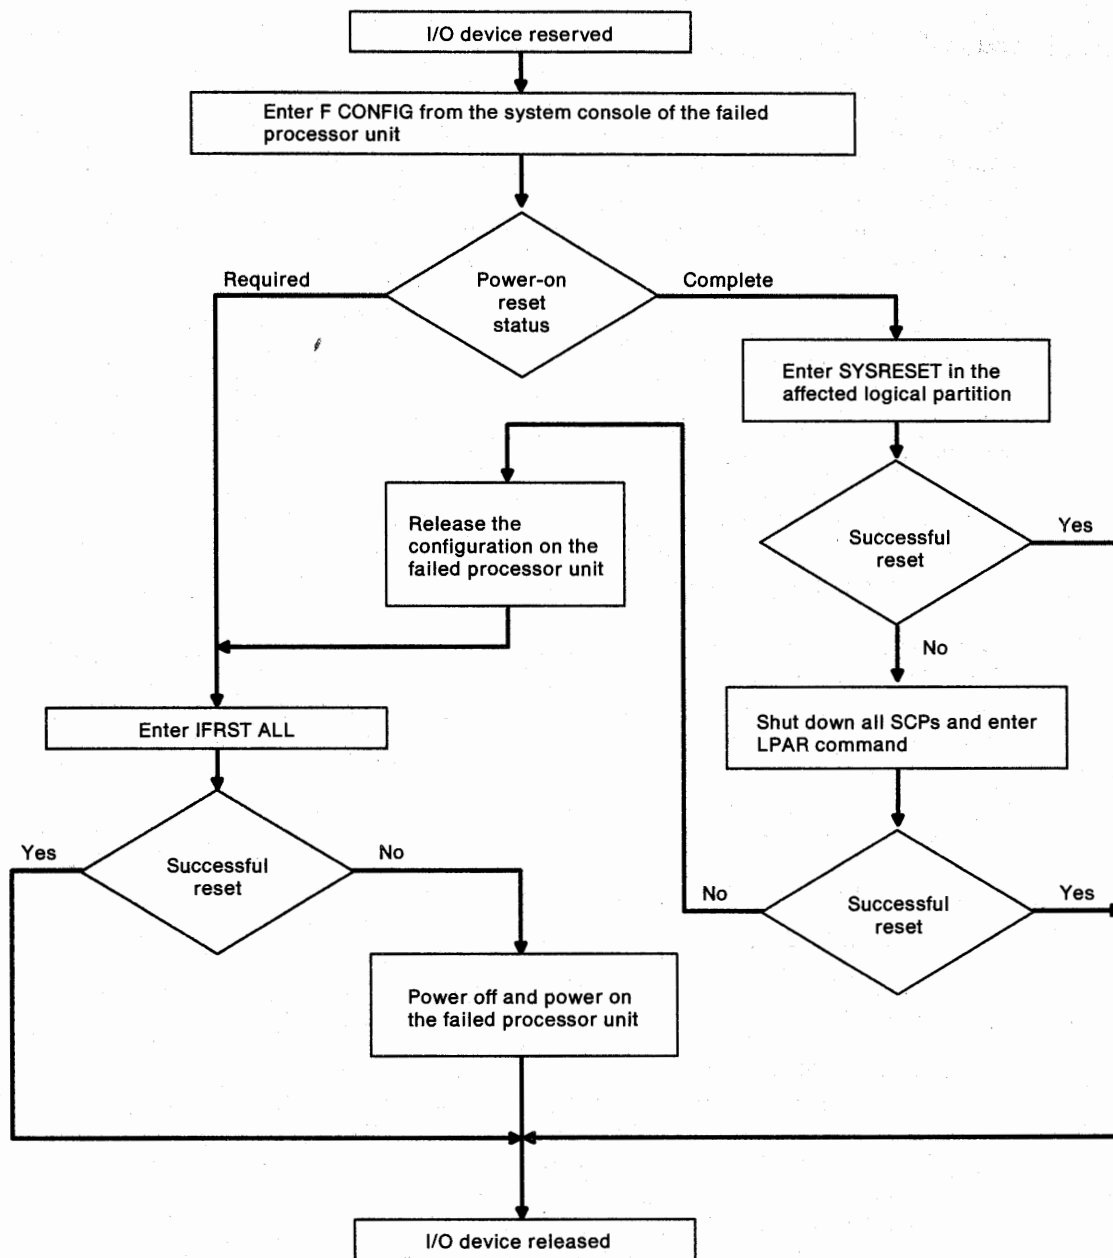 I/O device reserved
Enter F CONFIG from the system console of the failed
processor unit
Required
Power-on
reset
status
Complete
Enter SYSRESET in the
affected logical partition
Release the
configuration on the
failed processor unit
Successful
reset
Yes
No
Shut down all SCPs and enter
LPAR command
Enter IFRST ALL
Yes
Successful
reset
No
No
Successful
reset
Yes
Power off and power on
the failed processor unit
I/O device released